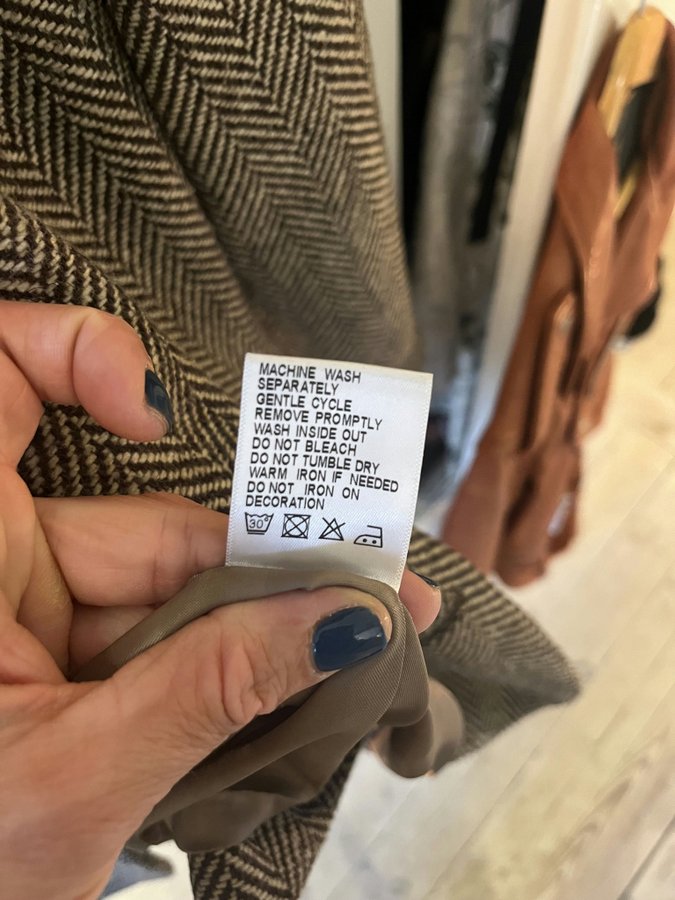 MACHINE WASH
SEPARATELY
GENTLE CYCLE
REMOVE PROMPTLY
WASH INSIDE OUT
DO NOT BLEACH
DO NOT TUMBLE DRY
WARM IRON IF NEEDED
DO NOT IRON ON
DECORATION
30°